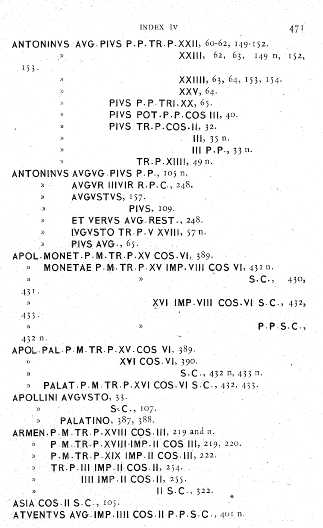 INDEX IV 471
ANTONINVS AVG·PIVS P·P·TR·P·XXII, 60-62, 149-152.
» XXIII, 62, 63, 149 n, 152,
153.
» XXIIII, 63, 64, 153, 154.
» XXV, 64.
» PIVS P·P·TRI·XX, 65.
» PIVS POT·P·P·COS III, 40.
» PIVS TR·P·COS·II, 32.
» III, 35 n.
» III P·P., 33 n.
» TR·P·XIIII, 49 n.
ANTONINVS AVGVG·PIVS P·P., 105 n.
» AVGVR IIIVIR R·P·C., 248.
» AVGVSTVS, 157.
» PIVS, 109.
» ET VERVS AVG·REST., 248.
» IVGVSTO TR·P·V XVIII, 57 n.
» PIVS AVG., 65.
APOL·MONET·P·M·TR·P·XV COS·VI, 389.
» MONETAE P·M·TR·P·XV IMP·VIII COS VI, 431 n.
» » S·C., 430,
431.
XVI IMP·VIII COS·VI S·C., 432,
433.
» » P·P·S·C.,
432 n.
APOL·PAL·P·M·TR·P·XV·COS VI, 389.
» XVI COS·VI, 390.
» S·C., 432 n, 433 n.
» PALAT·P·M·TR·P·XVI COS·VI S·C., 432, 433.
APOLLINI AVGVSTO, 33.
» S·C., 107.
» PALATINO, 387, 388.
ARMEN·P·M·TR·P·XVIII COS·III, 219 and n.
» P·M·TR·P·XVIII·IMP·II COS III, 219, 220.
» P·M·TR·P·XIX IMP·II COS III, 222.
» TR·P·III IMP·II COS·II, 254.
» IIII IMP·II COS·II, 255.
» II S·C., 322.
ASIA COS·II S·C., 105.
ATVENTVS AVG·IMP·IIII COS·II P·P·S·C., 401 n.